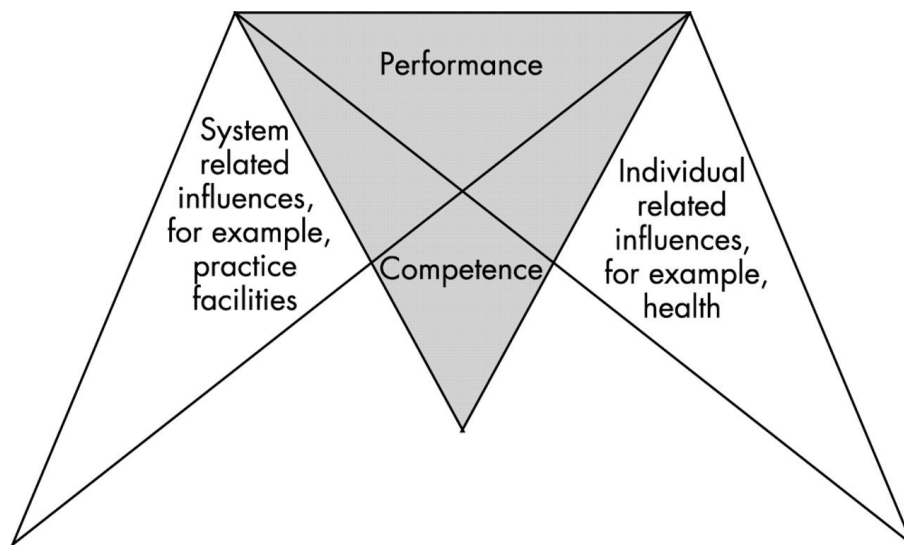 Performance
System
related
influences,
for example,
practice
facilities
Competence
Individual
related
influences,
for example,
health